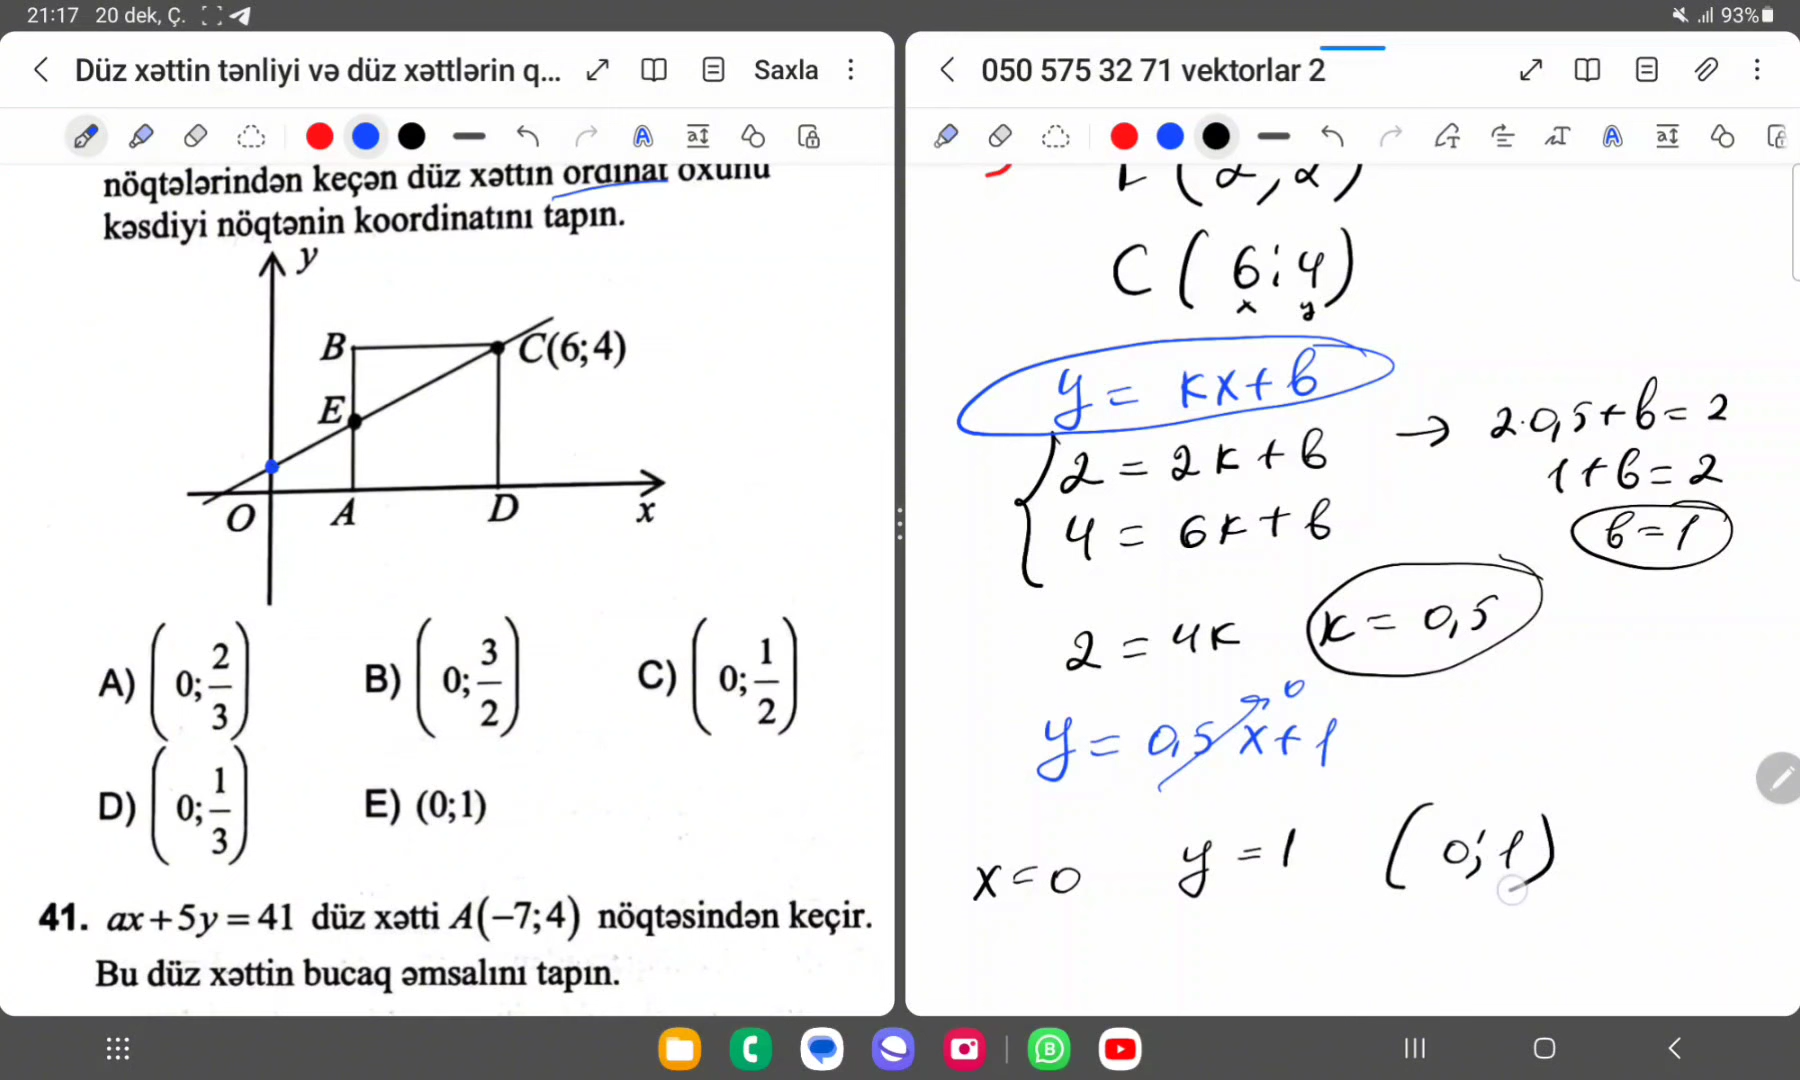 21:17 20 dek, Ç.
93%
Düz xəttin tənliyi və düz xəttlərin q...
Saxla
nöqtələrindən keçən düz xəttin ordinat oxunu
kəsdiyi nöqtənin koordinatını tapın.
y
B
C(6;4)
E
O
A
D
x
A) (0; 2/3)
B) (0; 3/2)
C) (0; 1/2)
D) (0; 1/3)
E) (0;1)
41. ax+5y=41 düz xətti A(−7;4) nöqtəsindən keçir.
Bu düz xəttin bucaq əmsalını tapın.
050 575 32 71 vektorlar 2
C (6;4)
x y
y = kx+b
2 = 2k+b → 2·0,5+b=2
4 = 6k+b
1+b=2
b=1
2 = 4k
k = 0,5
0
y = 0,5x+1
x=0 y=1 (0;1)